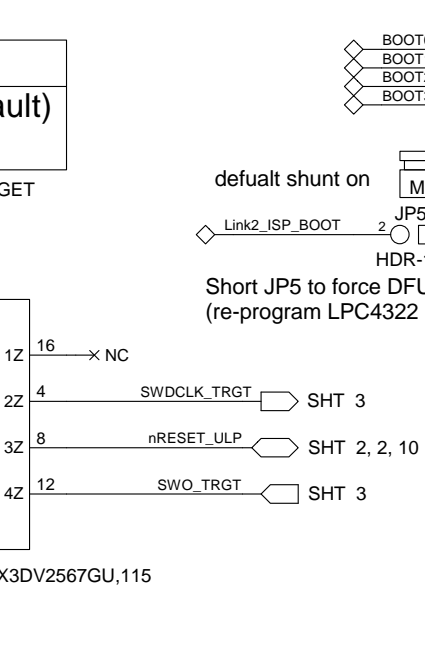 BOOT
BOOT
BOOT
BOOT
ault)
GET
defualt shunt on
M
JP5
Link2_ISP_BOOT
2
HDR-
Short JP5 to force DFU
(re-program LPC4322
1Z 16 NC
2Z 4 SWDCLK_TRGT SHT 3
3Z 8 nRESET_ULP SHT 2, 2, 10
4Z 12 SWO_TRGT SHT 3
X3DV2567GU,115